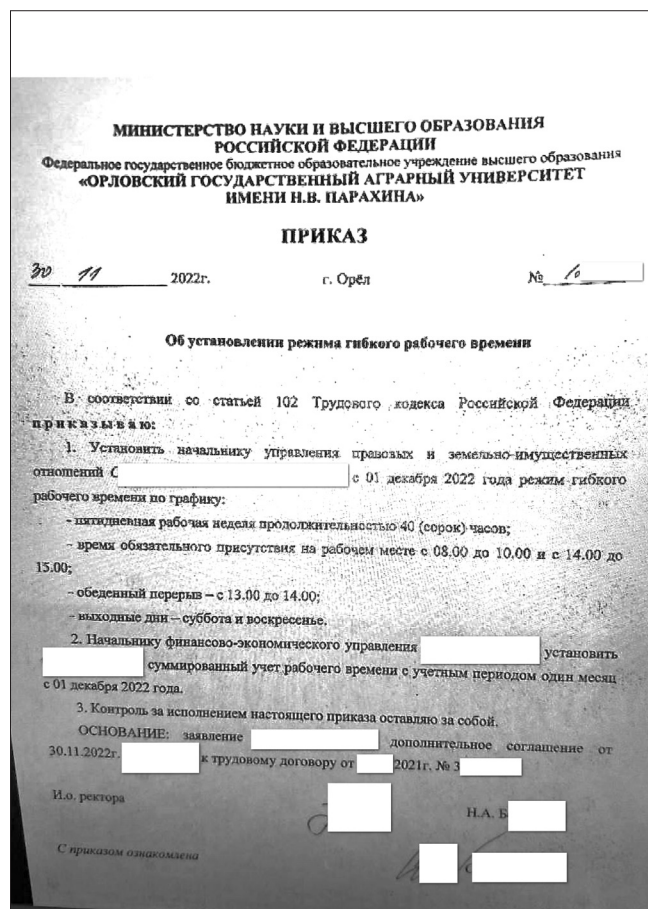 МИНИСТЕРСТВО НАУКИ И ВЫСШЕГО ОБРАЗОВАНИЯ
РОССИЙСКОЙ ФЕДЕРАЦИИ
Федеральное государственное бюджетное образовательное учреждение высшего образования
«ОРЛОВСКИЙ ГОСУДАРСТВЕННЫЙ АГРАРНЫЙ УНИВЕРСИТЕТ
ИМЕНИ Н.В. ПАРАХИНА»
ПРИКАЗ
30 11 2022г. г. Орёл №
Об установлении режима гибкого рабочего времени
В соответствии со статьей 102 Трудового кодекса Российской Федерации
приказываю:
1. Установить начальнику управления правовых и земельно-имущественных
отношений С с 01 декабря 2022 года режим гибкого
рабочего времени по графику:
- пятидневная рабочая неделя продолжительностью 40 (сорок) часов;
- время обязательного присутствия на рабочем месте с 08.00 до 10.00 и с 14.00 до
15.00;
- обеденный перерыв – с 13.00 до 14.00;
- выходные дни – суббота и воскресенье.
2. Начальнику финансово-экономического управления установить
суммированный учет рабочего времени с учетным периодом один месяц
с 01 декабря 2022 года.
3. Контроль за исполнением настоящего приказа оставляю за собой.
ОСНОВАНИЕ: заявление дополнительное соглашение от
30.11.2022г. к трудовому договору от 2021г. № 3
И.о. ректора Н.А. Б
С приказом ознакомлена